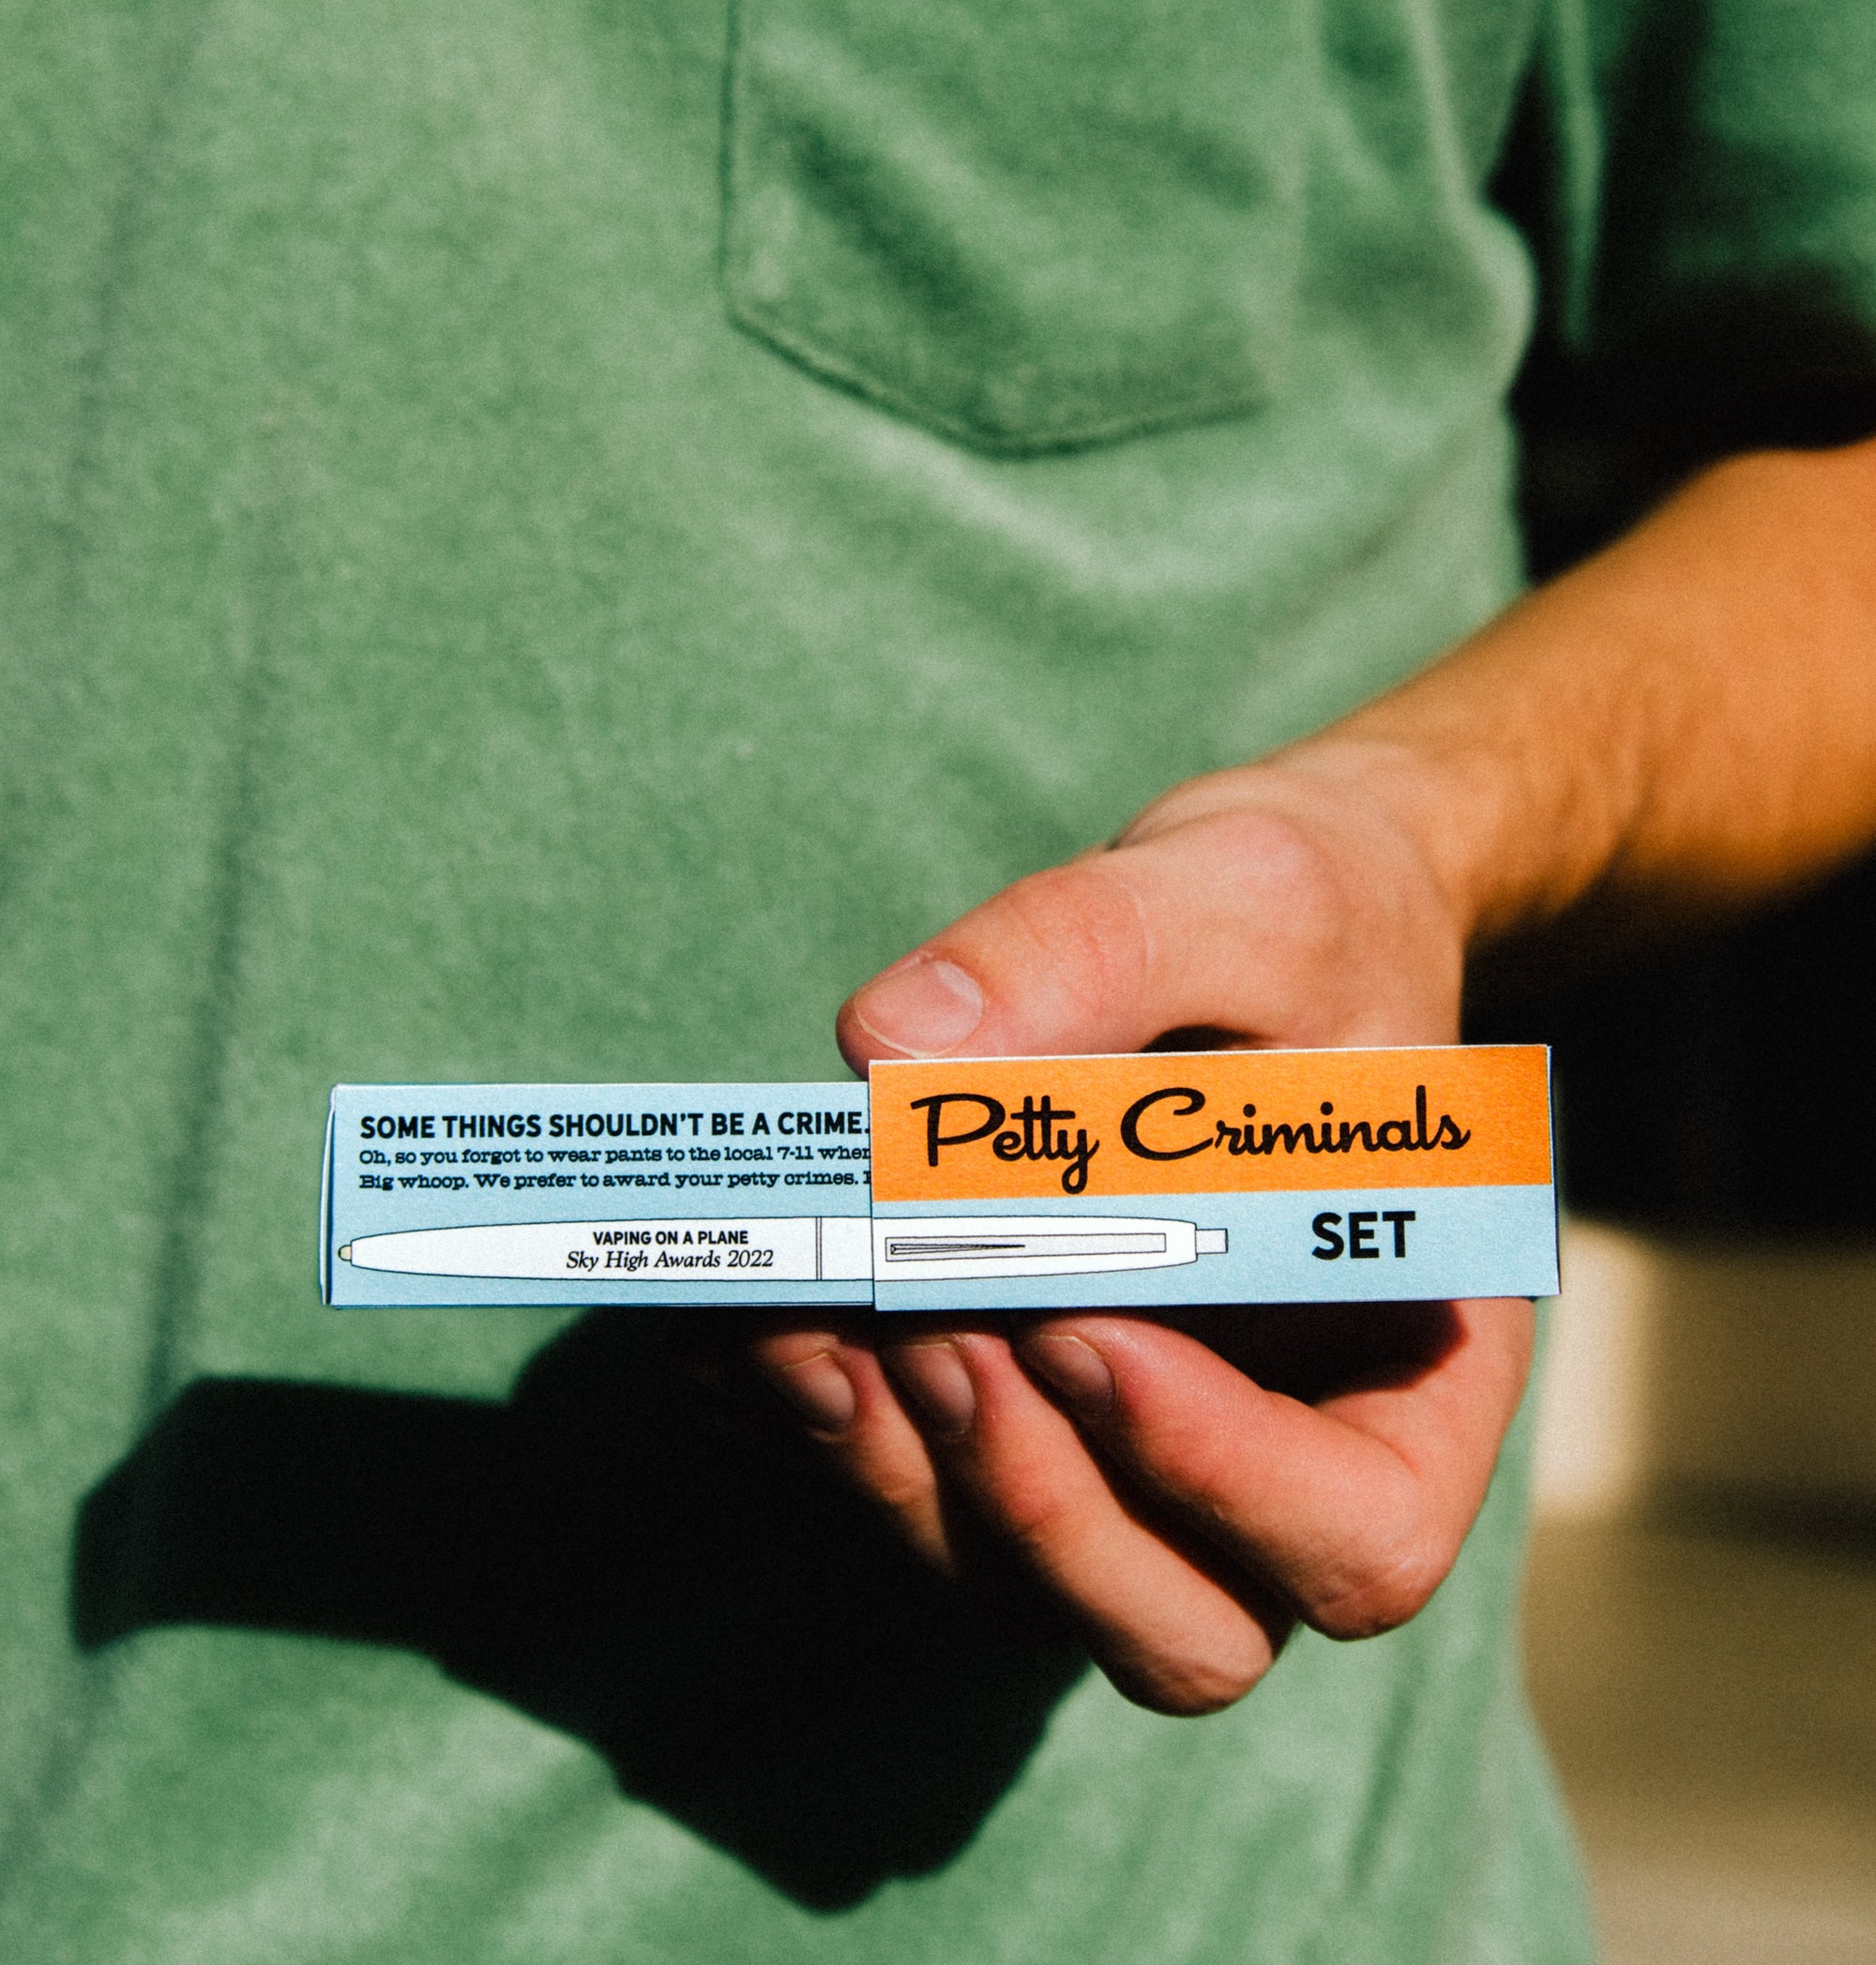 SOME THINGS SHOULDN'T BE A CRIME.
Oh, so you forgot to wear pants to the local 7-11
Big whoop. We prefer to award your petty crimes.
VAPING ON A PLANE
Sky High Awards 2022
Petty Criminals
SET